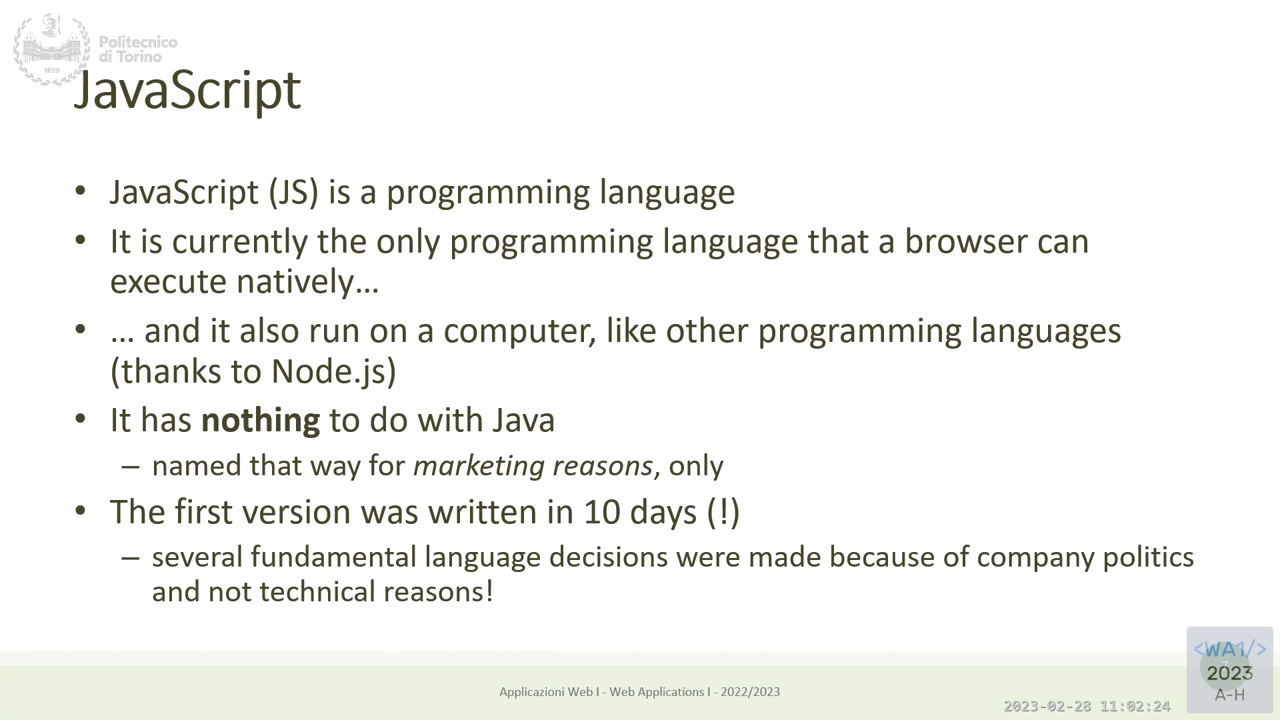 Politecnico
di Torino
1859
JavaScript
• JavaScript (JS) is a programming language
• It is currently the only programming language that a browser can
execute natively…
• … and it also run on a computer, like other programming languages
(thanks to Node.js)
• It has nothing to do with Java
– named that way for marketing reasons, only
• The first version was written in 10 days (!)
– several fundamental language decisions were made because of company politics
and not technical reasons!
<WA1/>
2023
A-H
Applicazioni Web I - Web Applications I - 2022/2023
2023-02-28 11:02:24